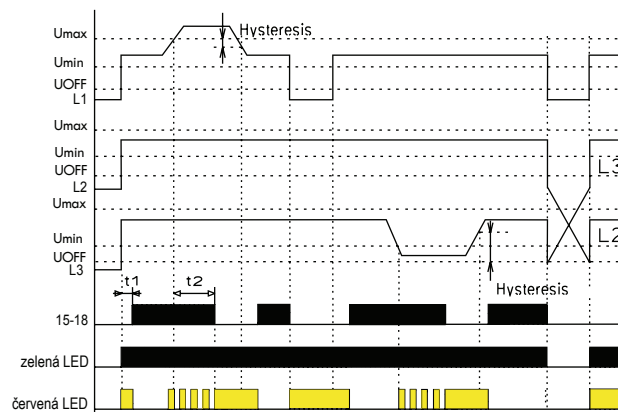 Umax
Hysteresis
Umin
UOFF
L1
Umax
Umin
UOFF
L3
L2
Umax
L2
Umin
UOFF
L3
t1
t2
Hysteresis
15-18
zelená LED
červená LED